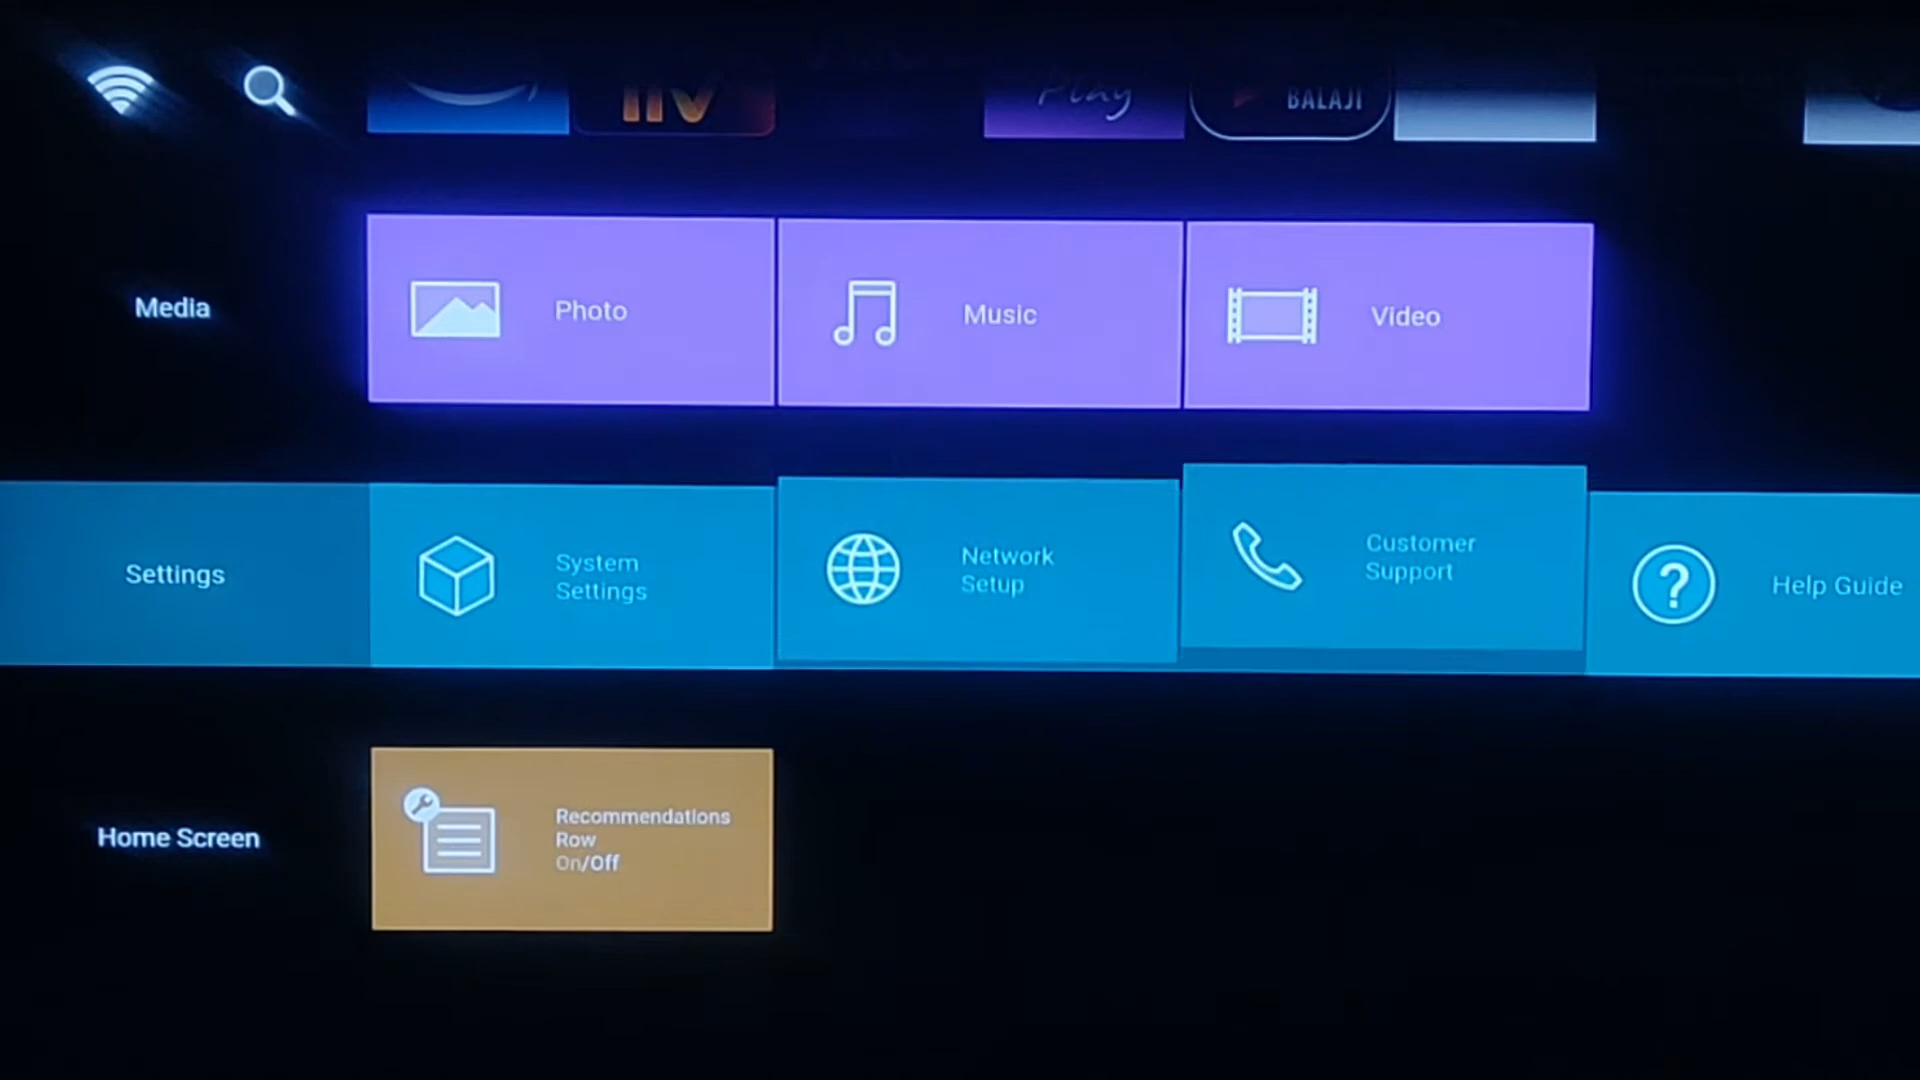 Play
BALAJI
Media
Photo
Music
Video
Settings
System
Settings
Network
Setup
Customer
Support
Help Guide
Home Screen
Recommendations
Row
On/Off